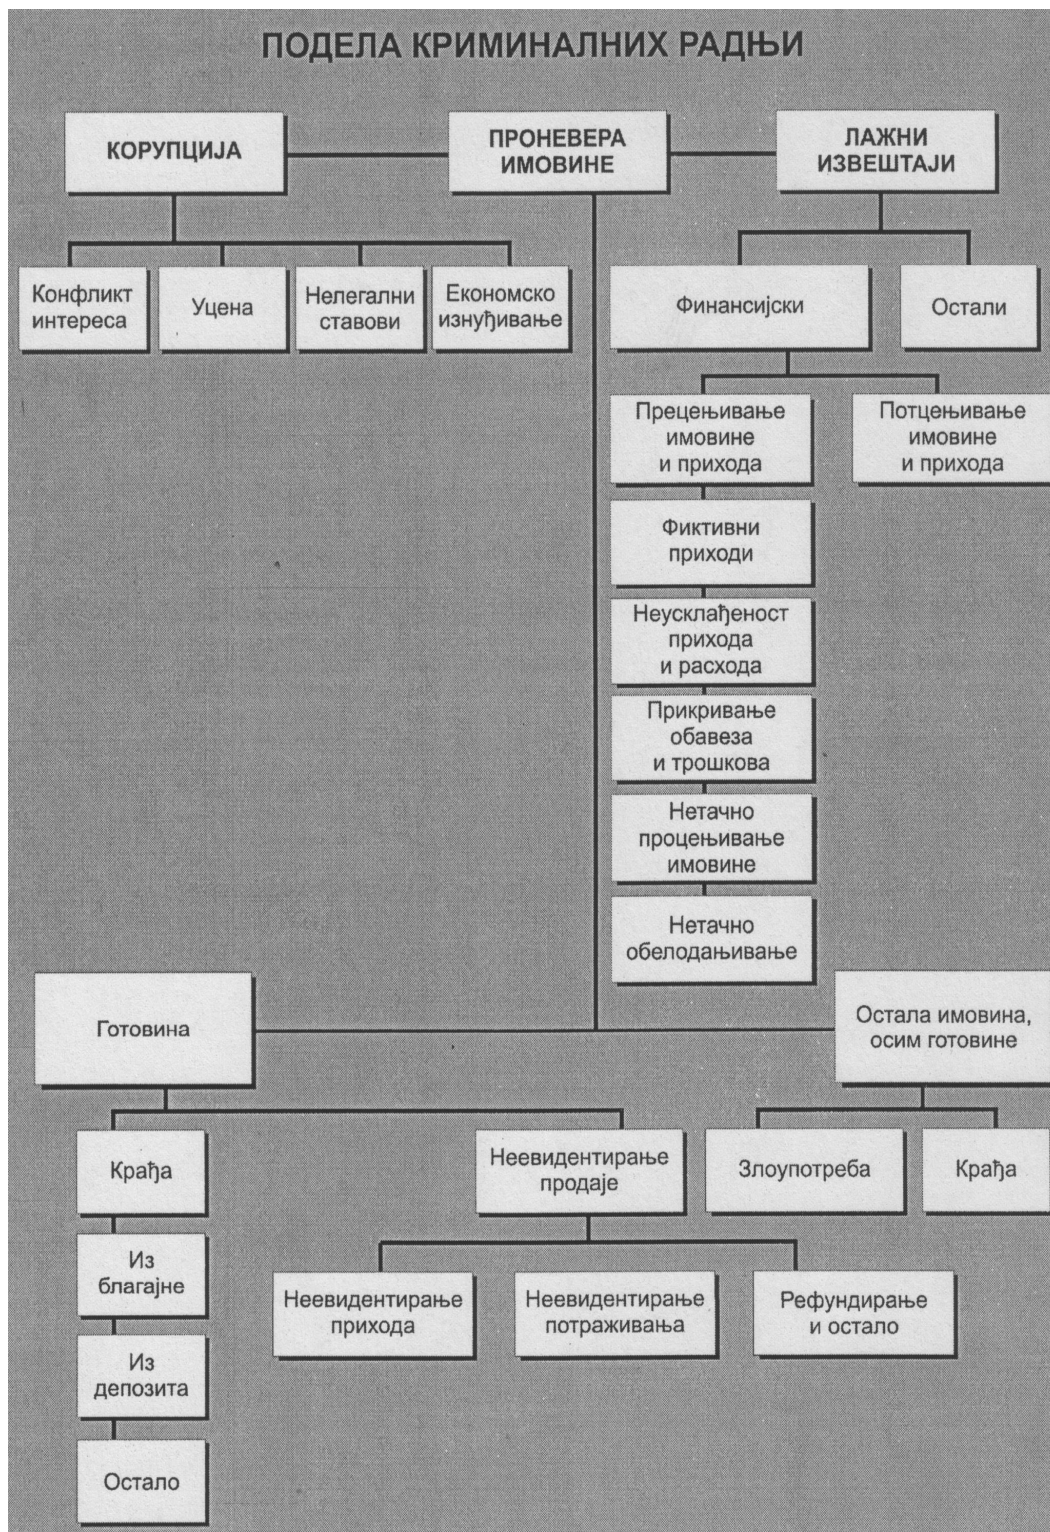 ПОДЕЛА КРИМИНАЛНИХ РАДЊИ
КОРУПЦИЈА
ПРОНЕВЕРА
ИМОВИНЕ
ЛАЖНИ
ИЗВЕШТАЈИ
Конфликт
интереса
Уцена
Нелегални
ставови
Економско
изнуђивање
Финансијски
Остали
Прецењивање
имовине
и прихода
Потцењивање
имовине
и прихода
Фиктивни
приходи
Неусклађеност
прихода
и расхода
Прикривање
обавеза
и трошкова
Нетачно
процењивање
имовине
Нетачно
обелодањивање
Готовина
Остала имовина,
осим готовине
Крађа
Неевидентирање
продаје
Злоупотреба
Крађа
Из
благајне
Неевидентирање
прихода
Неевидентирање
потраживања
Рефундирање
и остало
Из
депозита
Остало